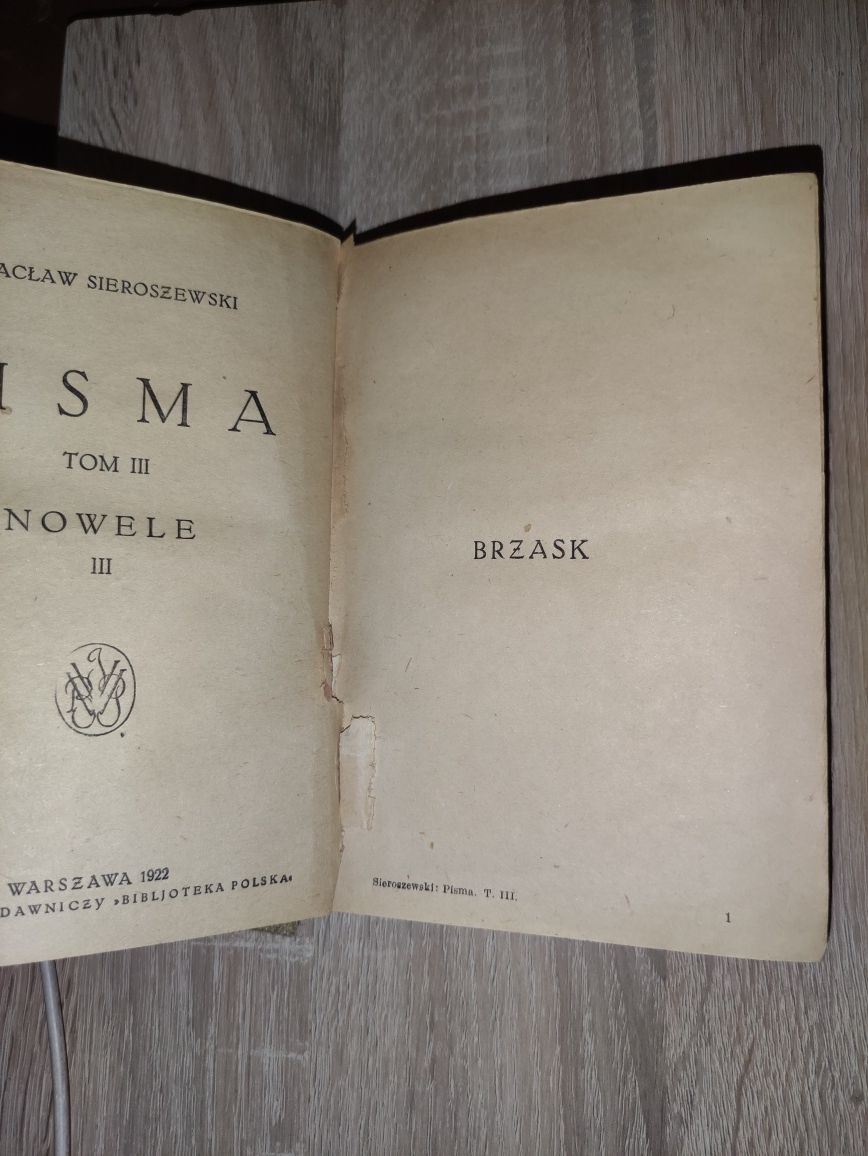 ACŁAW SIEROSZEWSKI
ISMA
TOM III
NOWELE
III
WARSZAWA 1922
DAWNICZY »BIBLJOTEKA POLSKA«
BRZASK
Sieroszewski: Pisma. T. III.
1